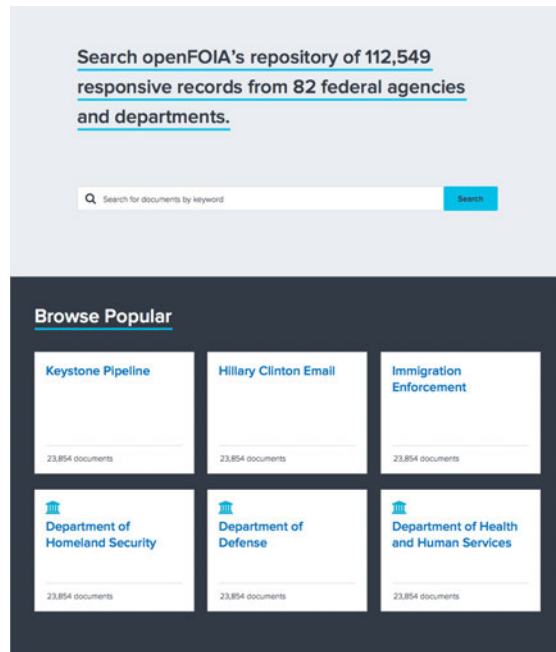 Search openFOIA's repository of 112,549
responsive records from 82 federal agencies
and departments.
Search for documents by keyword
Search
Browse Popular
Keystone Pipeline
23,854 documents
Hillary Clinton Email
23,854 documents
Immigration
Enforcement
23,854 documents
Department of
Homeland Security
23,854 documents
Department of
Defense
23,854 documents
Department of Health
and Human Services
23,854 documents